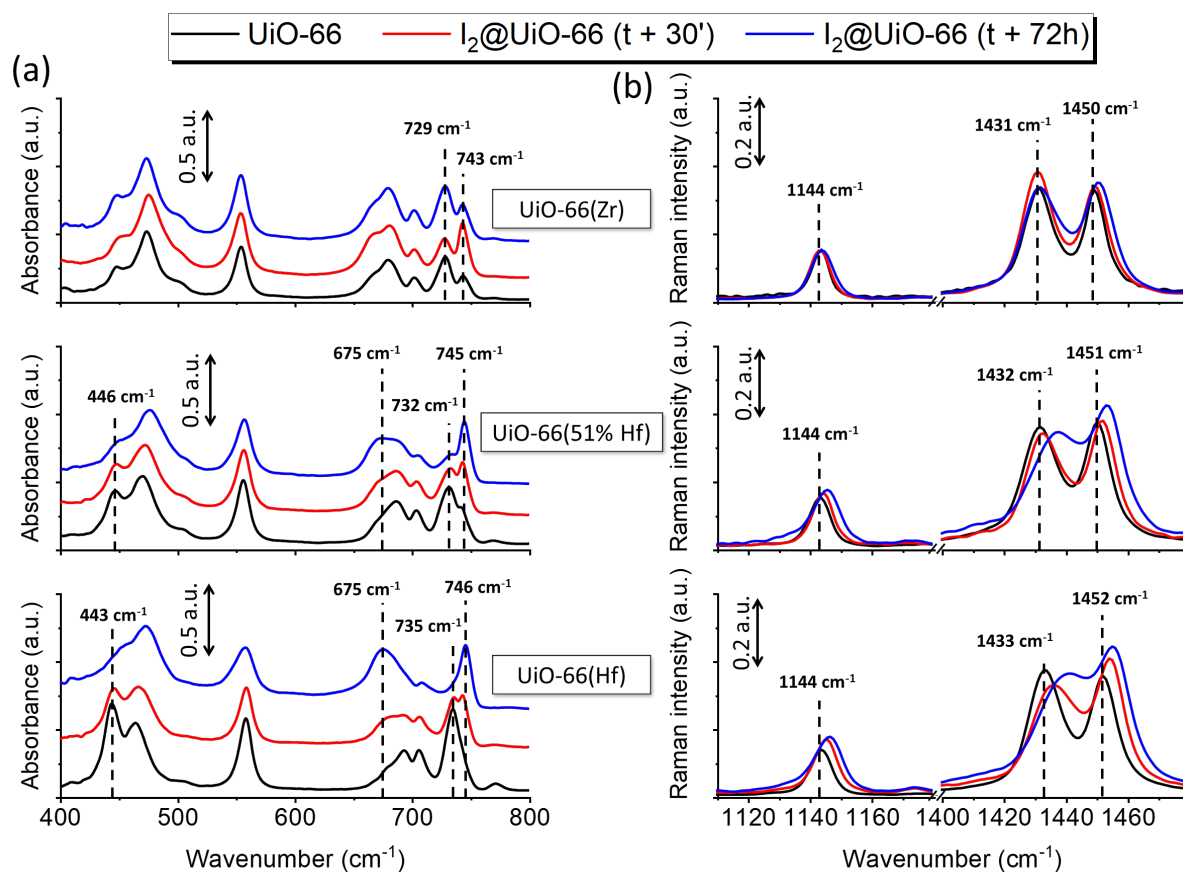 UiO-66 I₂@UiO-66 (t + 30') I₂@UiO-66 (t + 72h)
(a)
Absorbance (a.u.)
0.5 a.u.
729 cm⁻¹
743 cm⁻¹
UiO-66(Zr)
Absorbance (a.u.)
446 cm⁻¹
0.5 a.u.
675 cm⁻¹
745 cm⁻¹
732 cm⁻¹
UiO-66(51% Hf)
Absorbance (a.u.)
443 cm⁻¹
0.5 a.u.
675 cm⁻¹
746 cm⁻¹
735 cm⁻¹
UiO-66(Hf)
400 500 600 700 800
Wavenumber (cm⁻¹)
(b)
Raman intensity (a.u.)
0.2 a.u.
1144 cm⁻¹
1431 cm⁻¹
1450 cm⁻¹
Raman intensity (a.u.)
0.2 a.u.
1144 cm⁻¹
1432 cm⁻¹
1451 cm⁻¹
Raman intensity (a.u.)
0.2 a.u.
1144 cm⁻¹
1433 cm⁻¹
1452 cm⁻¹
1120 1140 1160 1400 1420 1440 1460
Wavenumber (cm⁻¹)